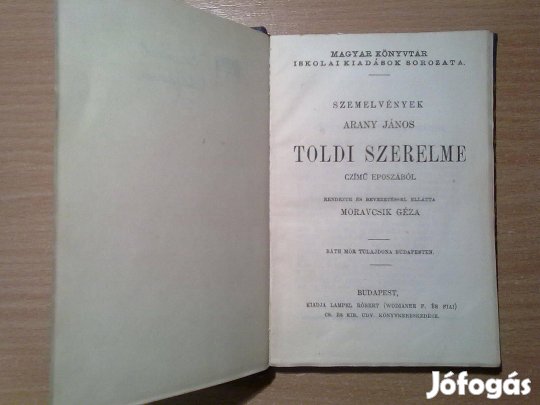 MAGYAR KÖNYVTÁR
ISKOLAI KIADÁSOK SOROZATA.
SZEMELVÉNYEK
ARANY JÁNOS
TOLDI SZERELME
CZÍMŰ EPOSZÁBÓL
RENDEZTE ÉS BEVEZETÉSSEL ELLÁTTA
MORAVCSIK GÉZA
RÁTH MÓR TULAJDONA BUDAPESTEN.
BUDAPEST,
KIADJA LAMPEL RÓBERT (WODIANER F. ÉS FIAI)
CS. ÉS KIR. UDV. KÖNYVKERESKEDÉSE.
Jófogás